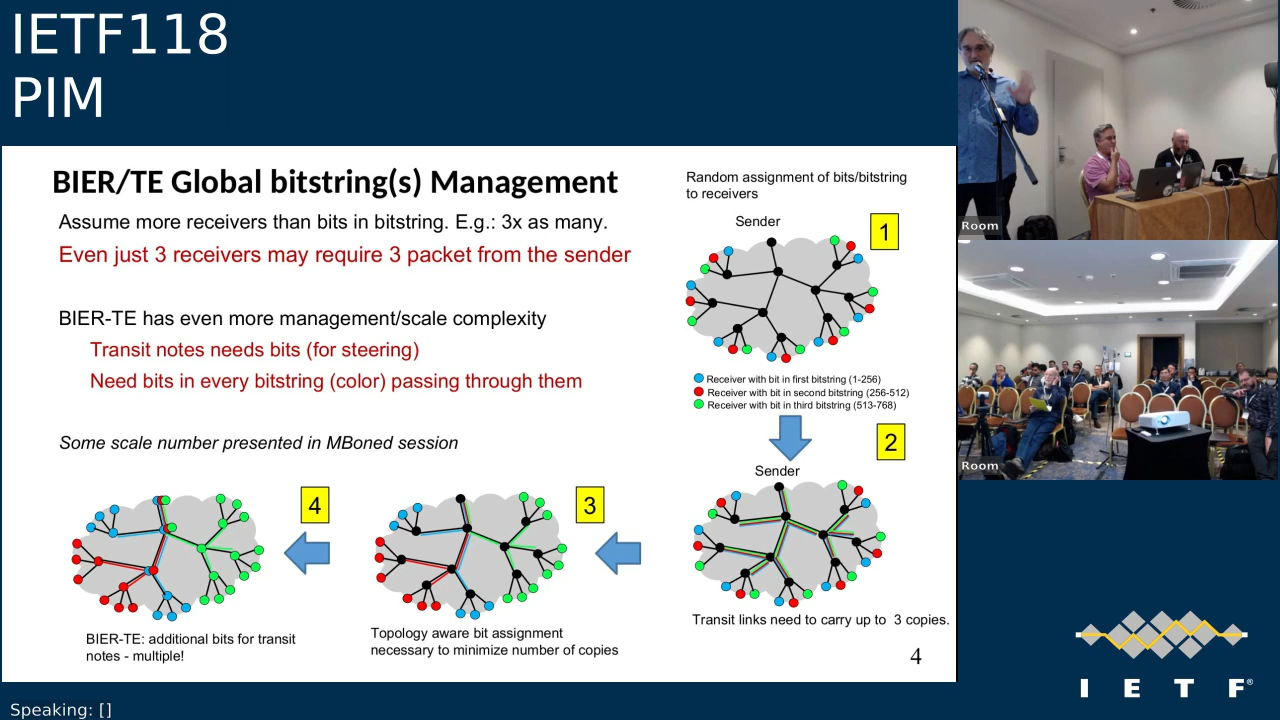 IETF118
PIM
BIER/TE Global bitstring(s) Management
Assume more receivers than bits in bitstring. E.g.: 3x as many.
Even just 3 receivers may require 3 packet from the sender
BIER-TE has even more management/scale complexity
Transit notes needs bits (for steering)
Need bits in every bitstring (color) passing through them
Some scale number presented in MBoned session
Random assignment of bits/bitstring
to receivers
Sender
1
Receiver with bit in first bitstring (1-256)
Receiver with bit in second bitstring (256-512)
Receiver with bit in third bitstring (513-768)
2
Sender
Transit links need to carry up to  3 copies.
3
Topology aware bit assignment
necessary to minimize number of copies
4
BIER-TE: additional bits for transit
notes - multiple!
4
Room
Room
I E T F®
Speaking: []